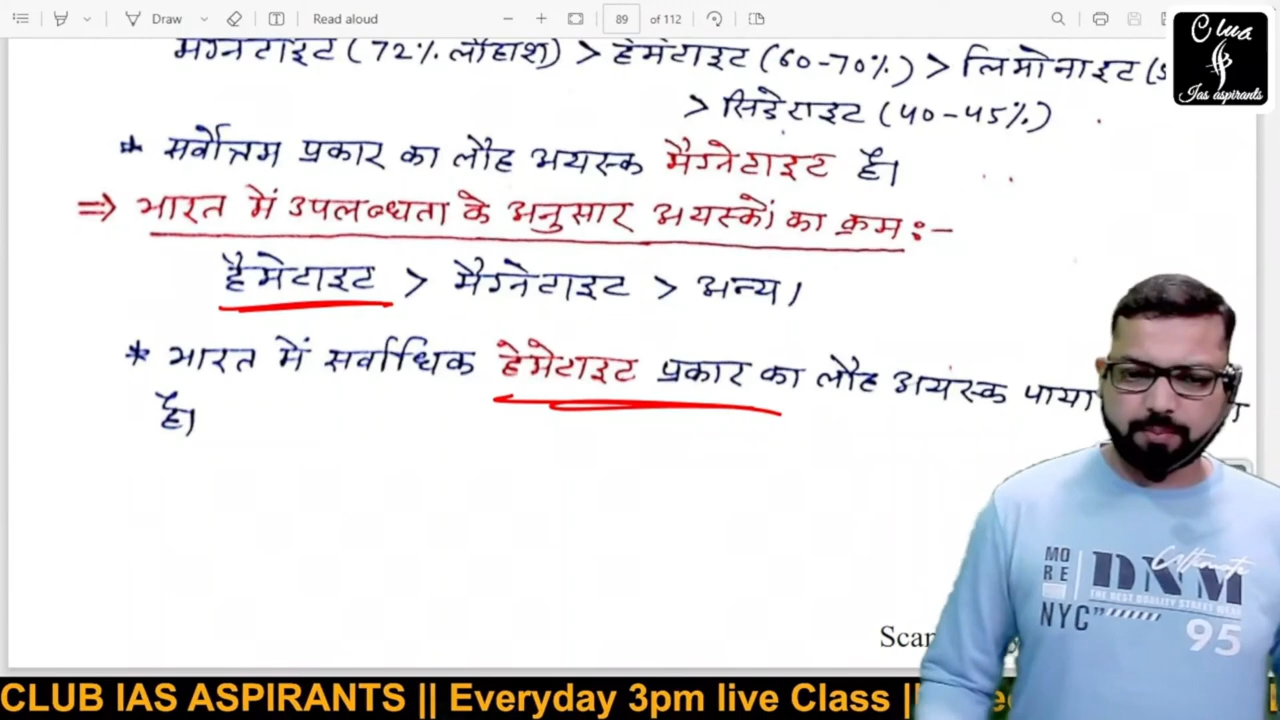 Draw
Read aloud
89 of 112
Clua
Ias aspirants
मैग्नेटाइट (72% लौहांश) > हेमेटाइट (60-70%) > लिमोनाइट
> सिडेराइट (40-45%)
* सर्वोत्तम प्रकार का लौह अयस्क मैग्नेटाइट है।
⇒ भारत में उपलब्धता के अनुसार अयस्कों का क्रम:-
हैमेटाइट > मैग्नेटाइट > अन्य।
* भारत में सर्वाधिक हेमेटाइट प्रकार का लौह अयस्क पाया
है।
MORE
NYC"
DNM
Ultimate
95
CLUB IAS ASPIRANTS || Everyday 3pm live Class ||